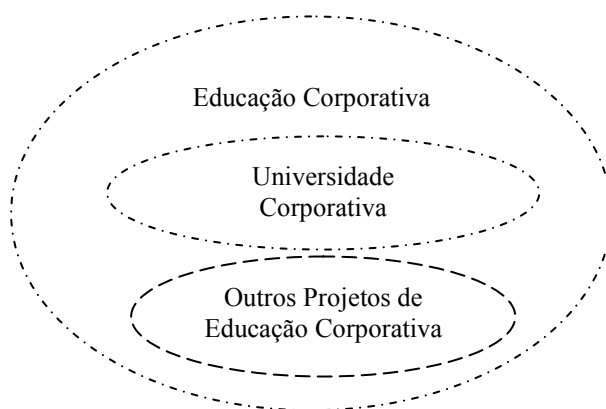 Educação Corporativa
Universidade
Corporativa
Outros Projetos de
Educação Corporativa